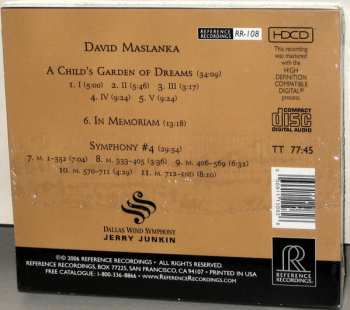 REFERENCE RECORDINGS RR-108
HDCD
DAVID MASLANKA
This recording
was mastered
with the
HIGH
DEFINITION
COMPATIBLE
DIGITAL®
process.
A CHILD'S GARDEN OF DREAMS (34:09)
1. I (5:00) 2. II (5:46) 3. III (3:17)
4. IV (9:24) 5. V (9:24)
COMPACT
disc
DIGITAL AUDIO
6. IN MEMORIAM (13:18)
SYMPHONY #4 (29:54)
TT 77:45
7. M. 1-332 (7:04) 8. M. 333-405 (3:36) 9. M. 406-569 (6:32)
10. M. 570-711 (4:29) 11. M. 712-end (8:10)
DALLAS WIND SYMPHONY
JERRY JUNKIN
© 2006 REFERENCE RECORDINGS • ALL RIGHTS RESERVED
REFERENCE RECORDINGS, BOX 77225, SAN FRANCISCO, CA 94107 • PRINTED IN USA
FREE CATALOGUE: 1-800-336-8866 • www.referencerecordings.com
REFERENCE
RECORDINGS